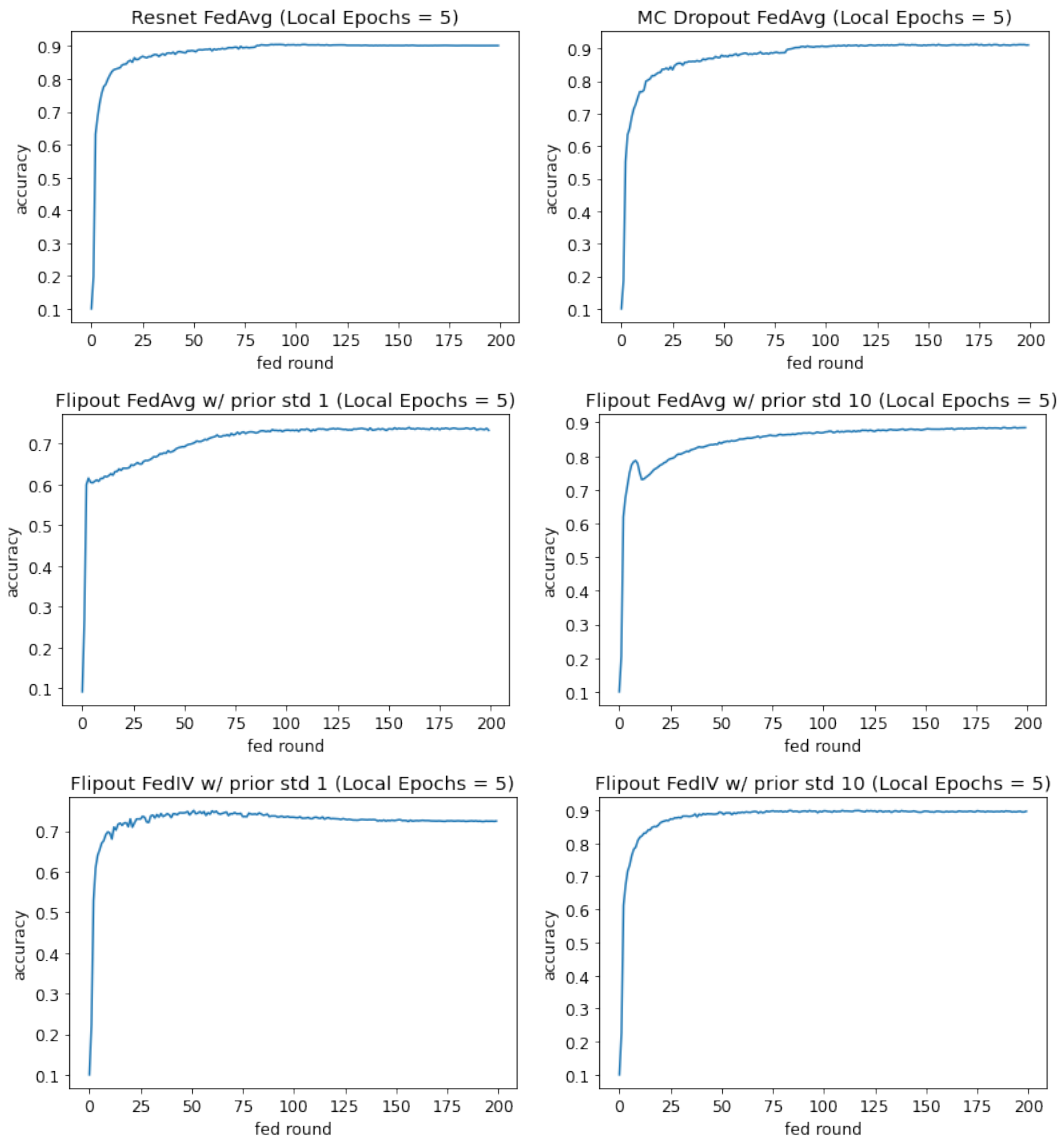 Resnet FedAvg (Local Epochs = 5)
0.9
0.8
0.7
0.6
0.5
0.4
0.3
0.2
0.1
accuracy
0 25 50 75 100 125 150 175 200
fed round
MC Dropout FedAvg (Local Epochs = 5)
0.9
0.8
0.7
0.6
0.5
0.4
0.3
0.2
0.1
accuracy
0 25 50 75 100 125 150 175 200
fed round
Flipout FedAvg w/ prior std 1 (Local Epochs = 5)
0.7
0.6
0.5
0.4
0.3
0.2
0.1
accuracy
0 25 50 75 100 125 150 175 200
fed round
Flipout FedAvg w/ prior std 10 (Local Epochs = 5)
0.9
0.8
0.7
0.6
0.5
0.4
0.3
0.2
0.1
accuracy
0 25 50 75 100 125 150 175 200
fed round
Flipout FedIV w/ prior std 1 (Local Epochs = 5)
0.7
0.6
0.5
0.4
0.3
0.2
0.1
accuracy
0 25 50 75 100 125 150 175 200
fed round
Flipout FedIV w/ prior std 10 (Local Epochs = 5)
0.9
0.8
0.7
0.6
0.5
0.4
0.3
0.2
0.1
accuracy
0 25 50 75 100 125 150 175 200
fed round